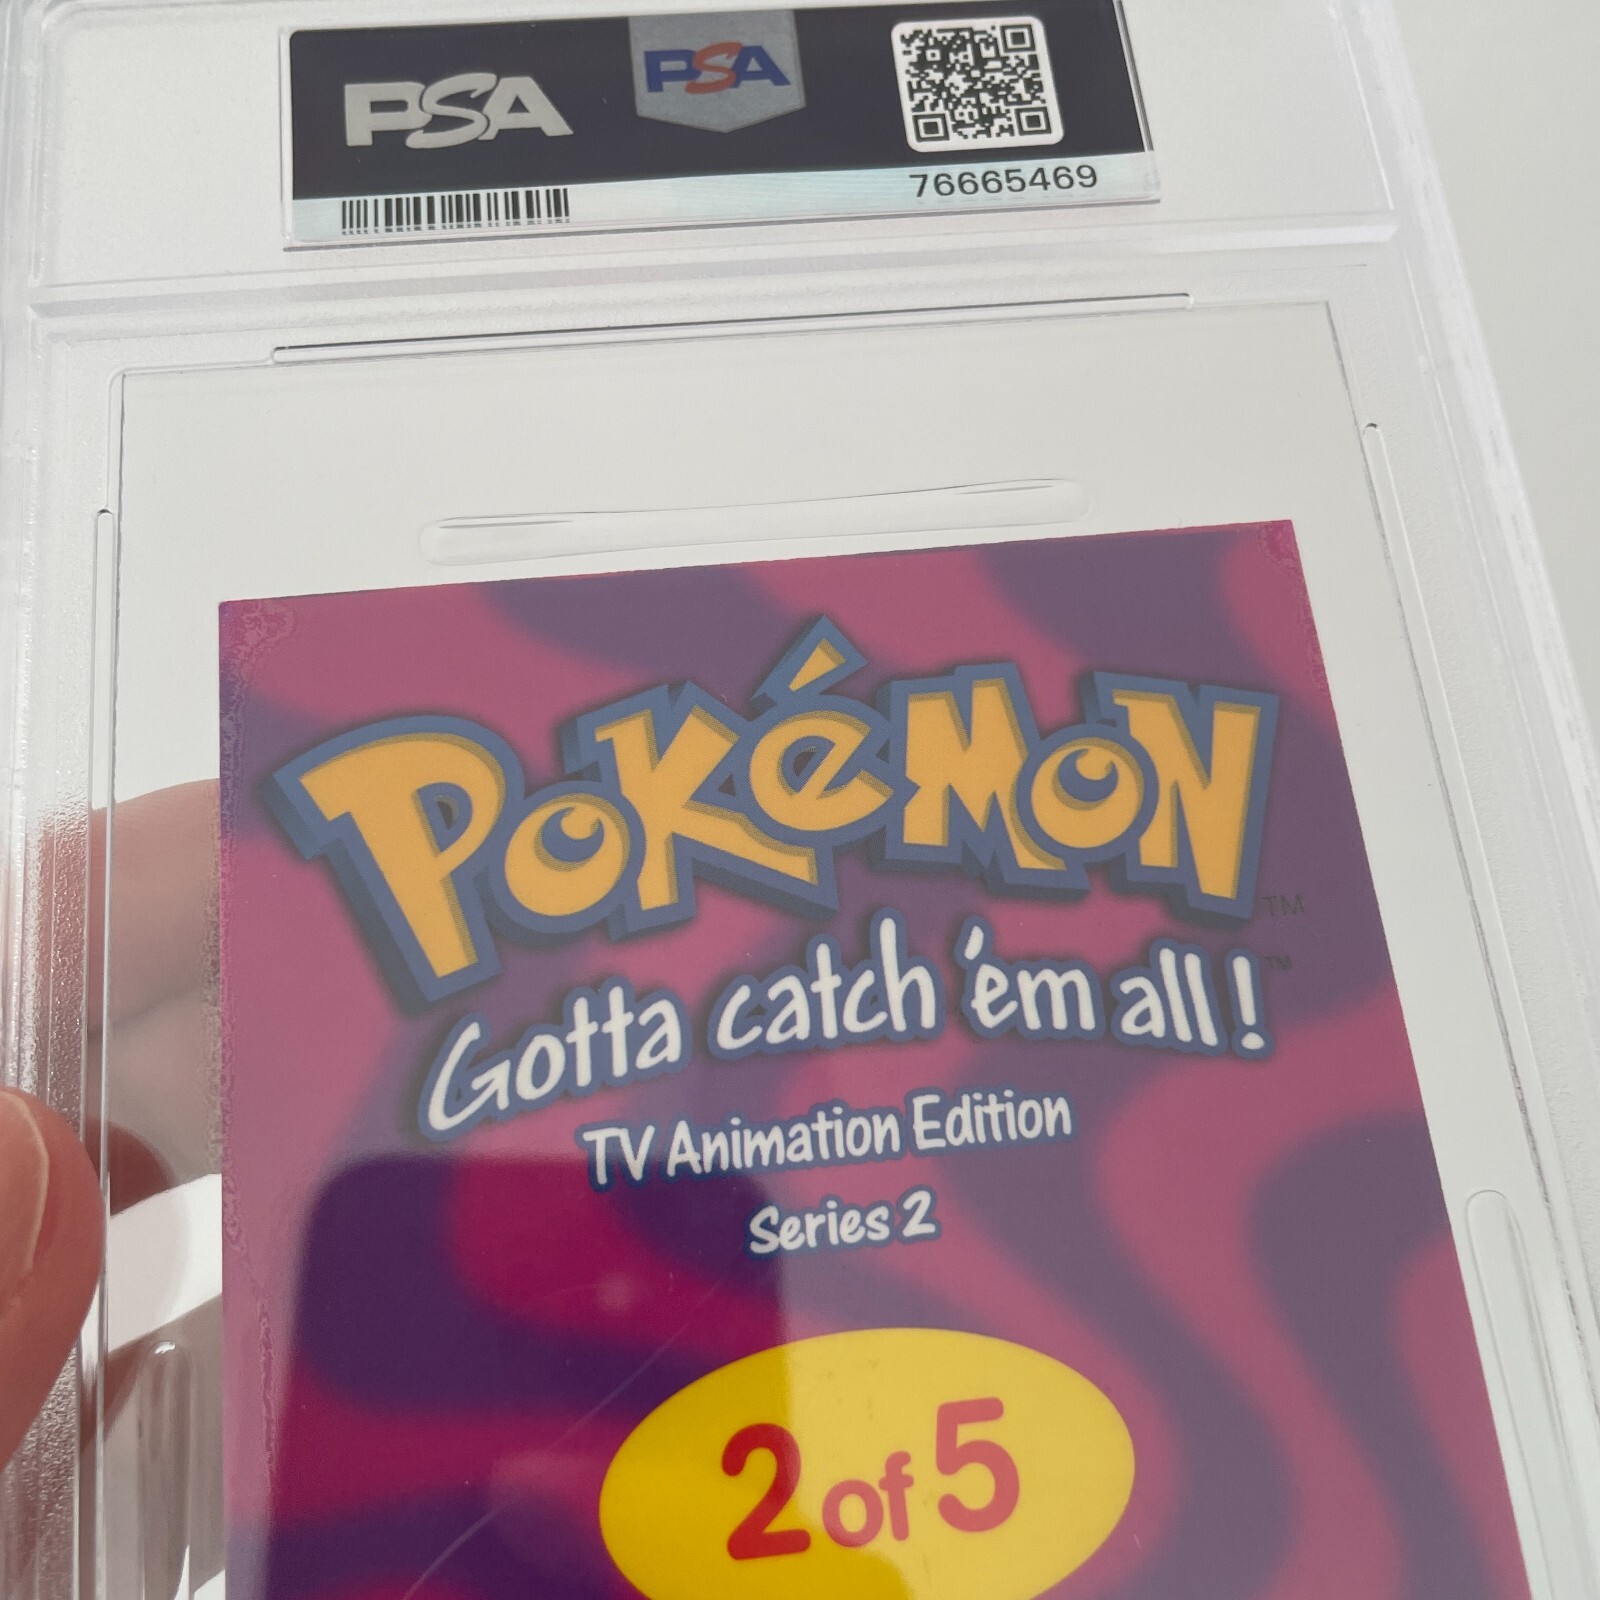 PSA
PSA
76665469
POKéMON
TM
Gotta catch 'em all!
TM
TV Animation Edition
Series 2
2 of 5